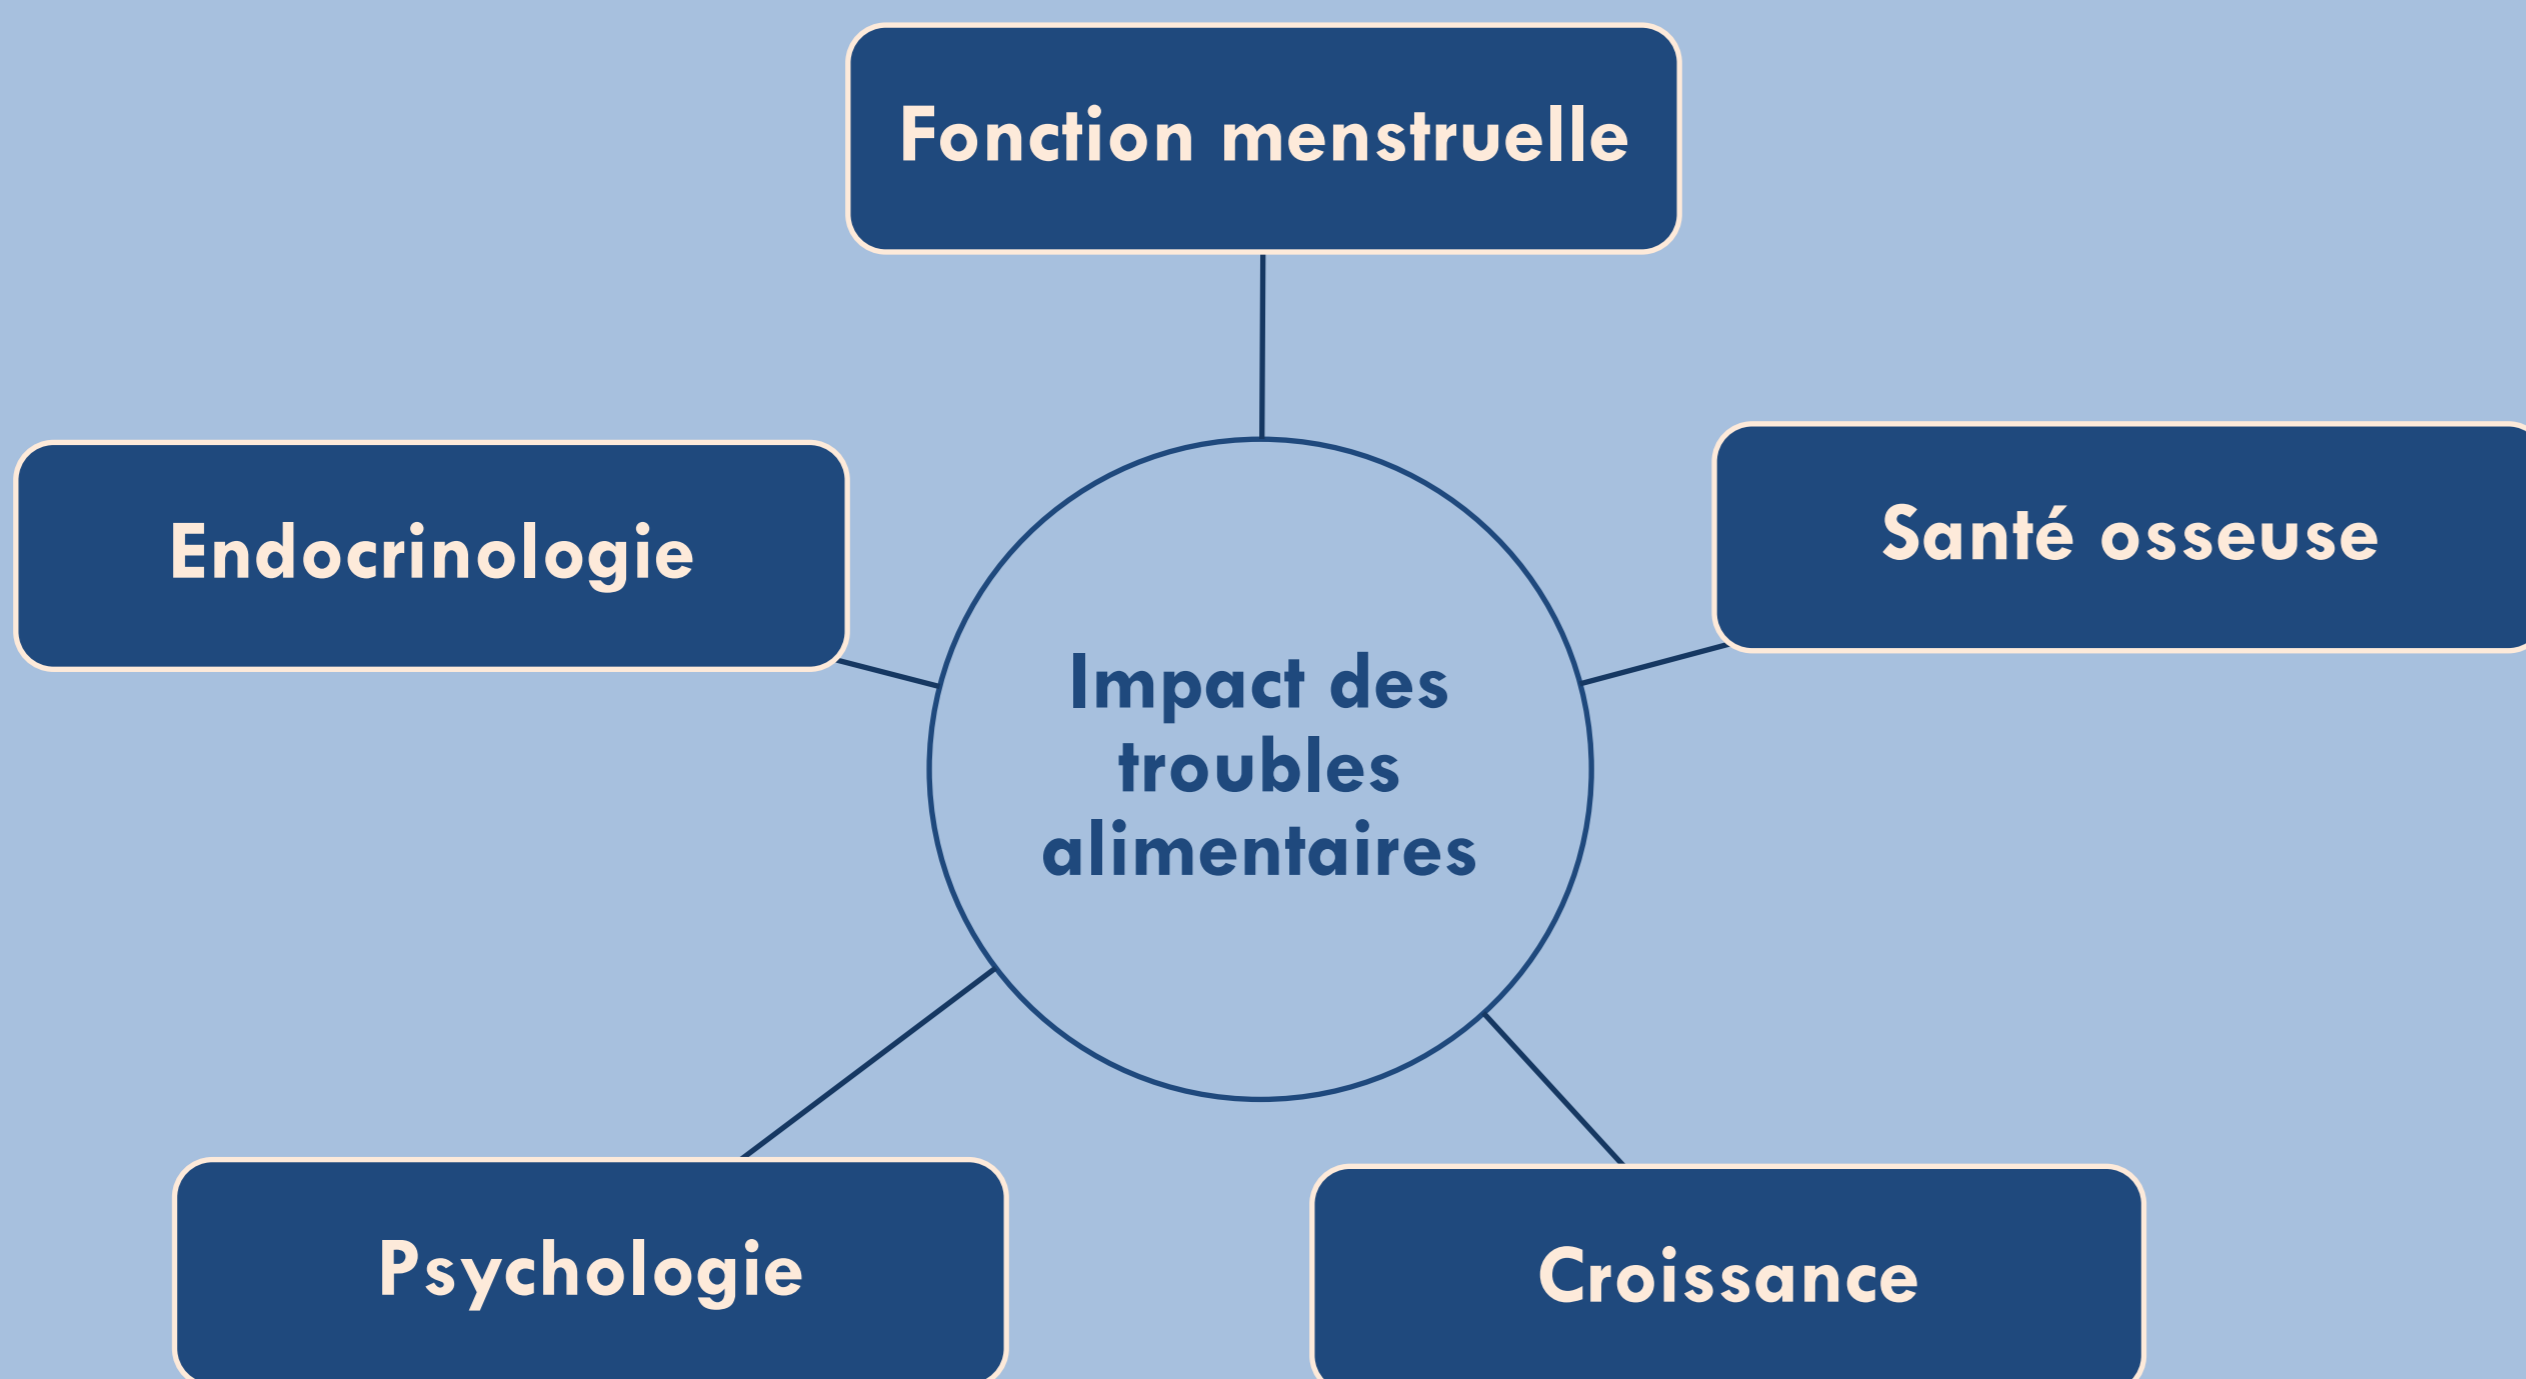 Fonction menstruelle
Endocrinologie
Santé osseuse
Impact des
troubles
alimentaires
Psychologie
Croissance